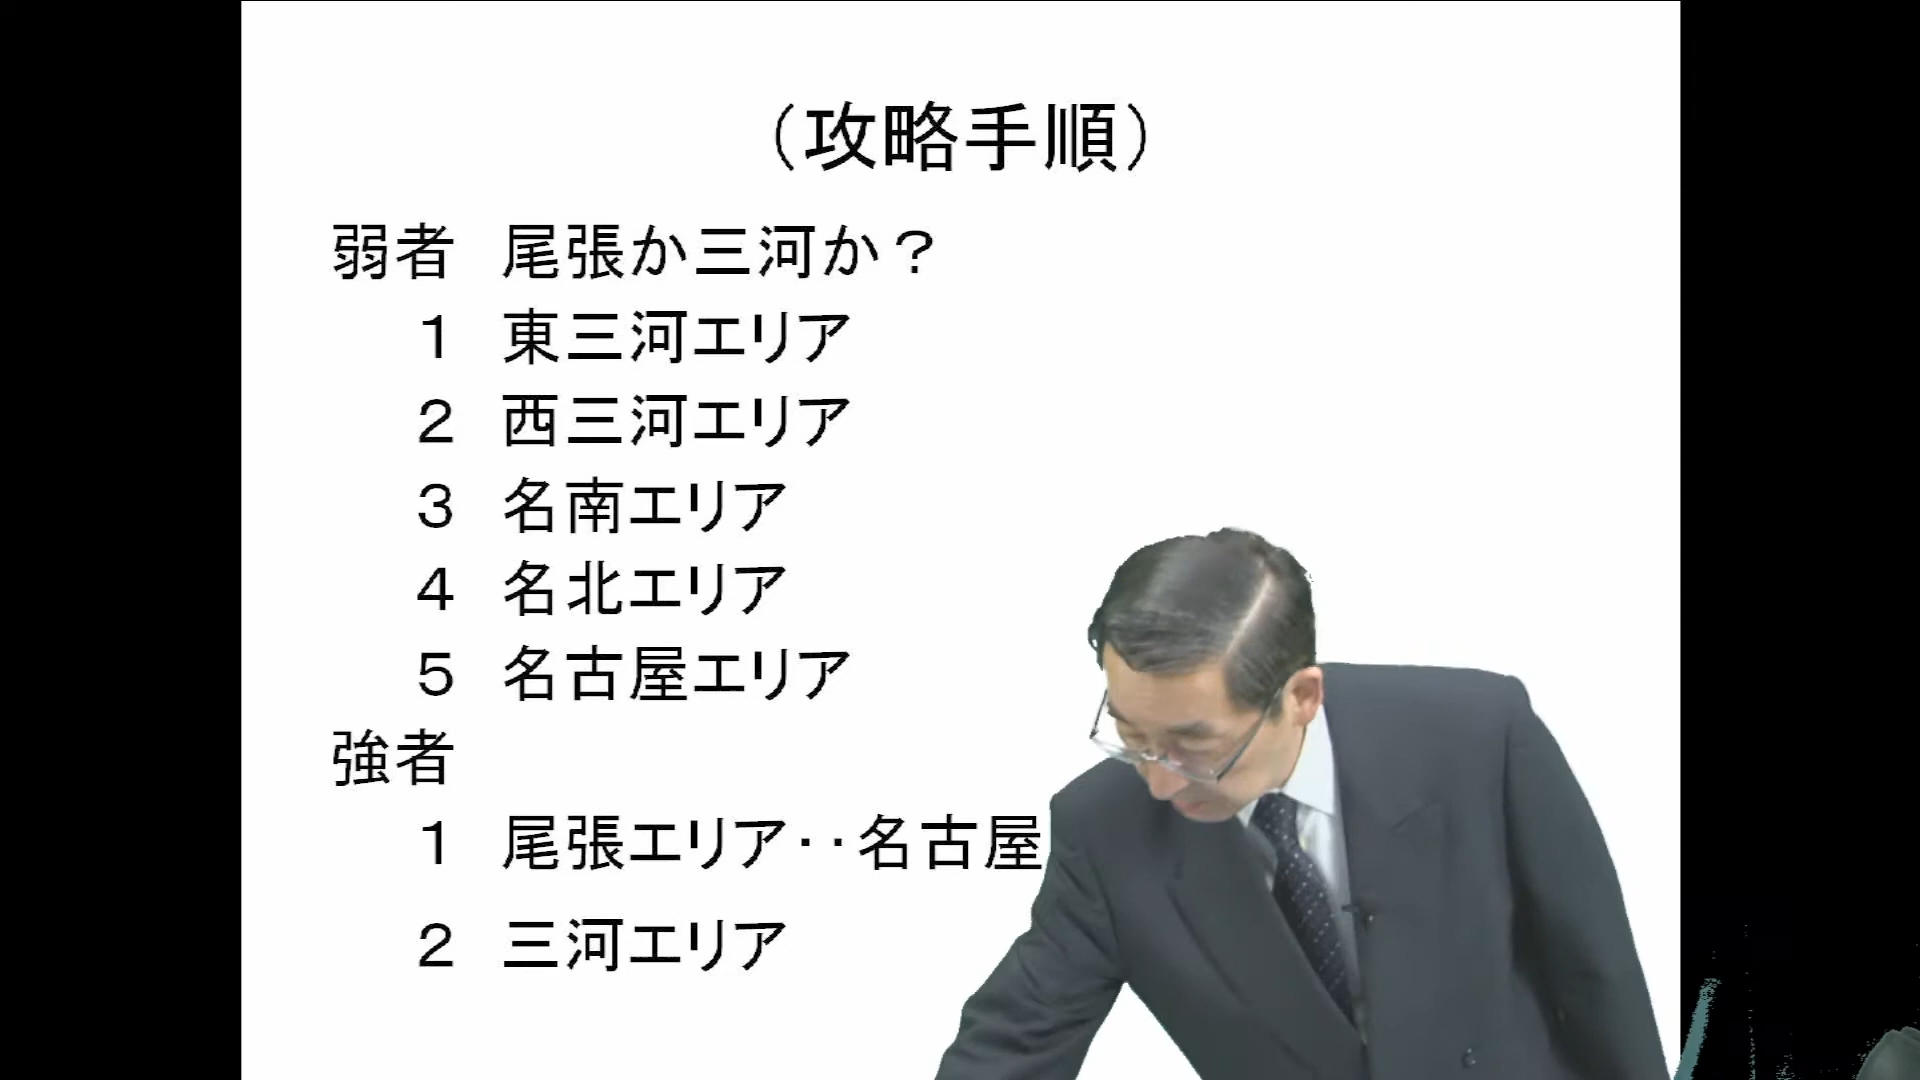 （攻略手順）
弱者　尾張か三河か？
１　東三河エリア
２　西三河エリア
３　名南エリア
４　名北エリア
５　名古屋エリア
強者
１　尾張エリア‥名古屋
２　三河エリア